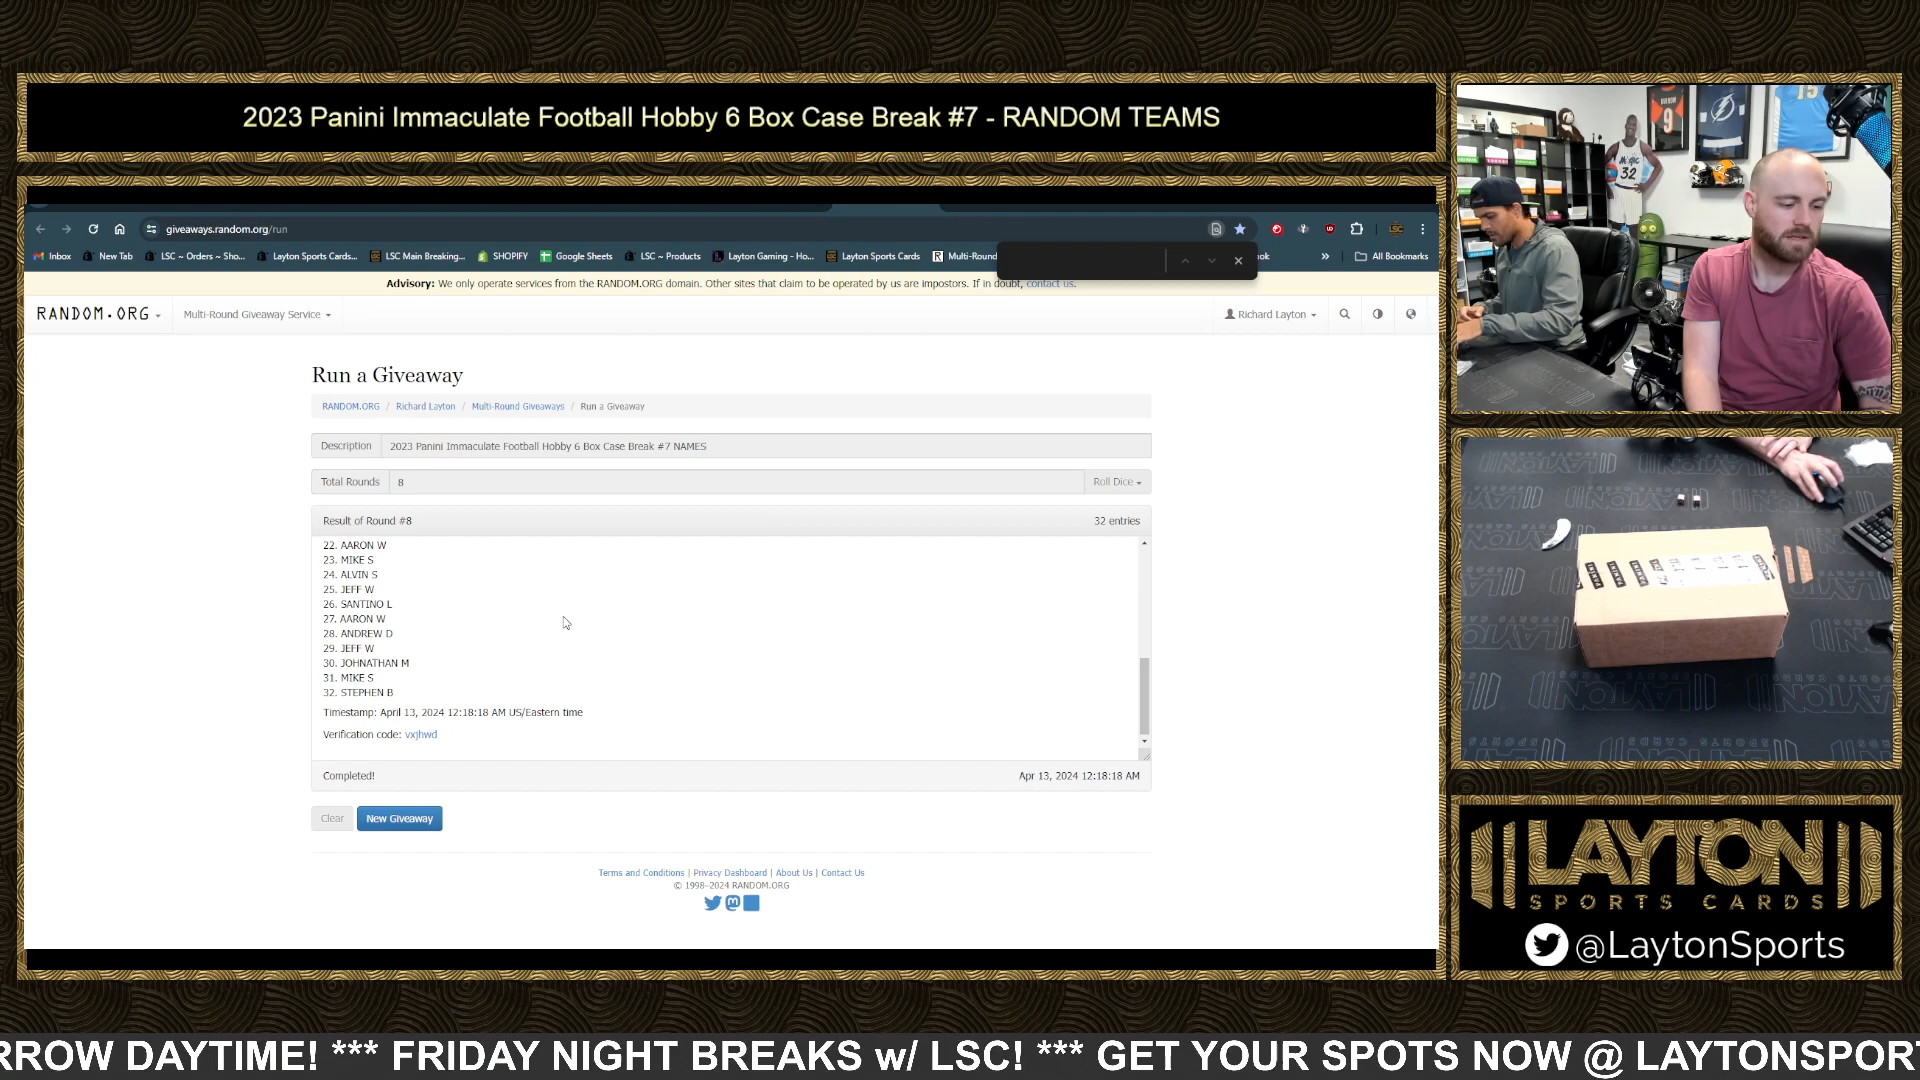 2023 Panini Immaculate Football Hobby 6 Box Case Break #7 - RANDOM TEAMS
giveaways.random.org/run
Inbox New Tab LSC ~ Orders ~ Sho... Layton Sports Cards... LSC Main Breaking... SHOPIFY Google Sheets LSC ~ Products Layton Gaming - Ho... Layton Sports Cards Multi-Round ook » All Bookmarks
Advisory: We only operate services from the RANDOM.ORG domain. Other sites that claim to be operated by us are impostors. If in doubt, contact us.
RANDOM.ORG Multi-Round Giveaway Service Richard Layton
Run a Giveaway
RANDOM.ORG / Richard Layton / Multi-Round Giveaways / Run a Giveaway
Description 2023 Panini Immaculate Football Hobby 6 Box Case Break #7 NAMES
Total Rounds 8 Roll Dice
Result of Round #8 32 entries
22. AARON W
23. MIKE S
24. ALVIN S
25. JEFF W
26. SANTINO L
27. AARON W
28. ANDREW D
29. JEFF W
30. JOHNATHAN M
31. MIKE S
32. STEPHEN B
Timestamp: April 13, 2024 12:18:18 AM US/Eastern time
Verification code: vxjhwd
Completed! Apr 13, 2024 12:18:18 AM
Clear New Giveaway
Terms and Conditions | Privacy Dashboard | About Us | Contact Us
© 1998–2024 RANDOM.ORG
BURROW
9
15
MAGIC
32
LAYTON
SPORTS CARDS
@LaytonSports
RROW DAYTIME! *** FRIDAY NIGHT BREAKS w/ LSC! *** GET YOUR SPOTS NOW @ LAYTONSPORT